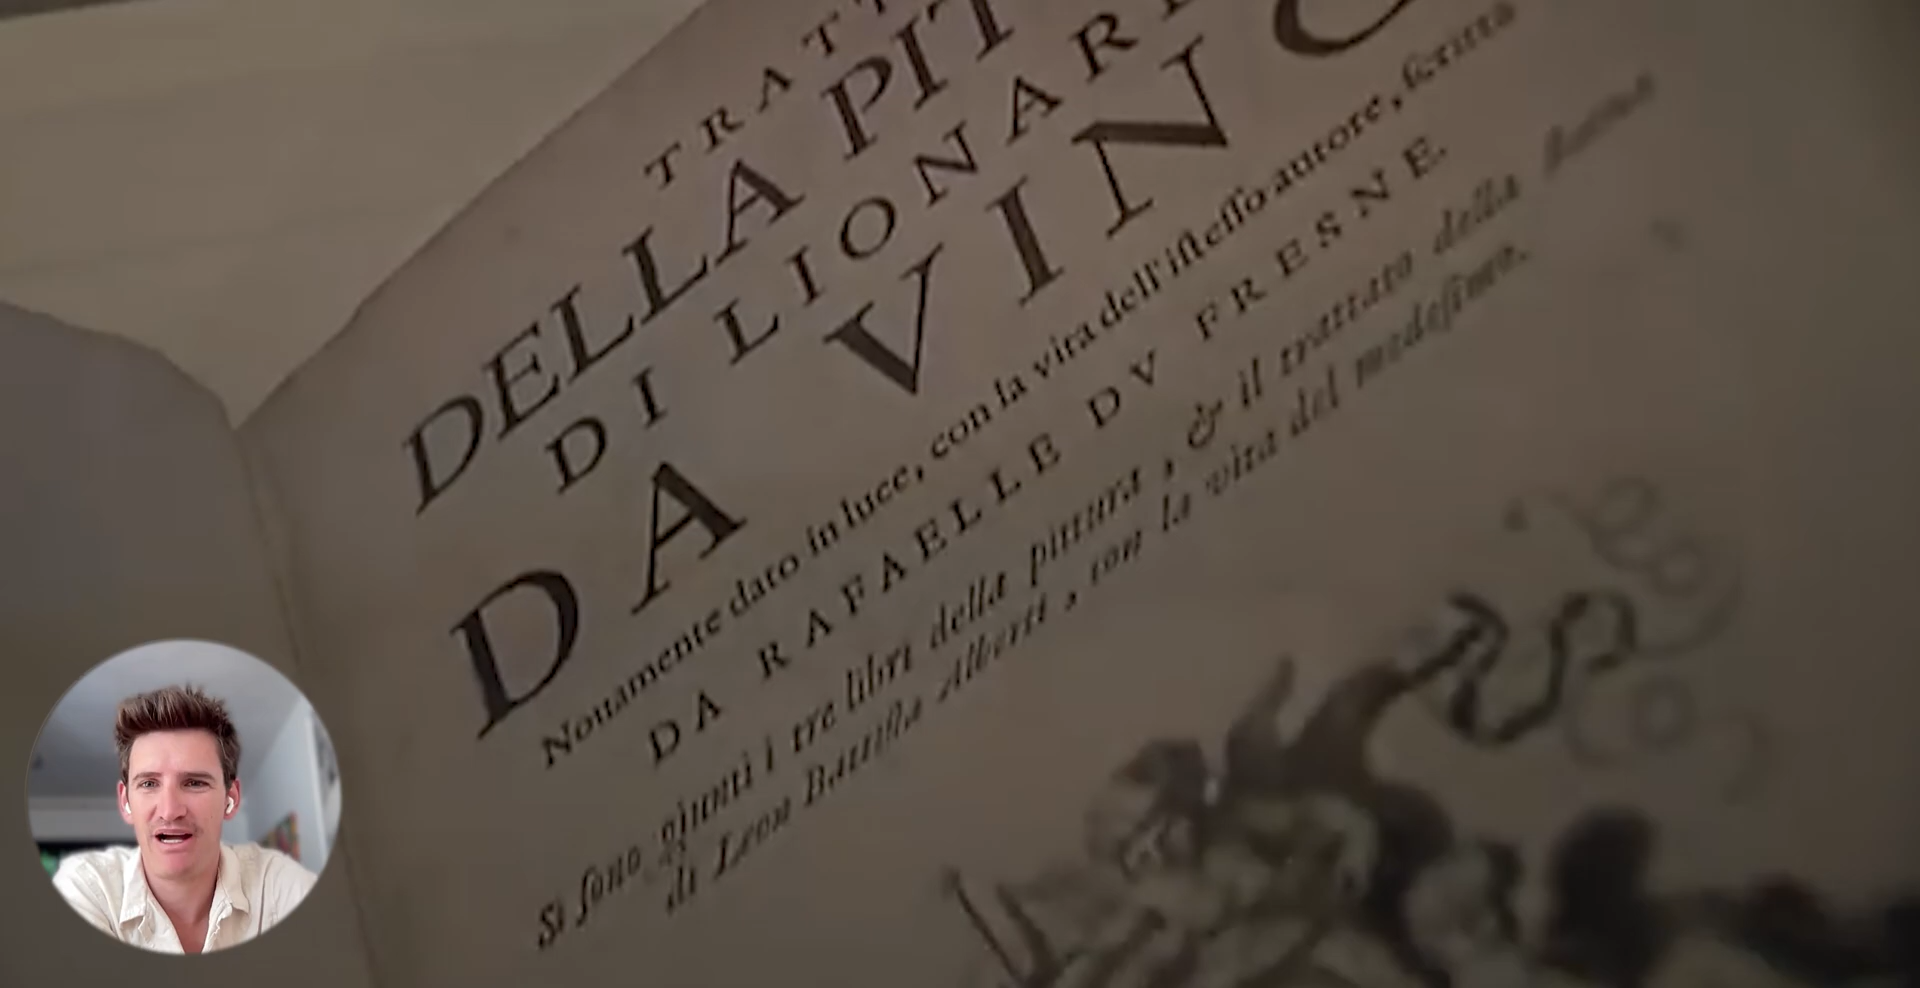 TRATT
DELLA PIT
DI LIONAR
DA VINC
Nouamente dato in luce, con la vita dell'iſteſſo autore, ſcritta
DA RAFAELLE DV FRESNE.
Si ſono giunti i tre libri della pittura, & il trattato della ſtatua
di Leon Battiſta Alberti, con la vita del medeſimo.